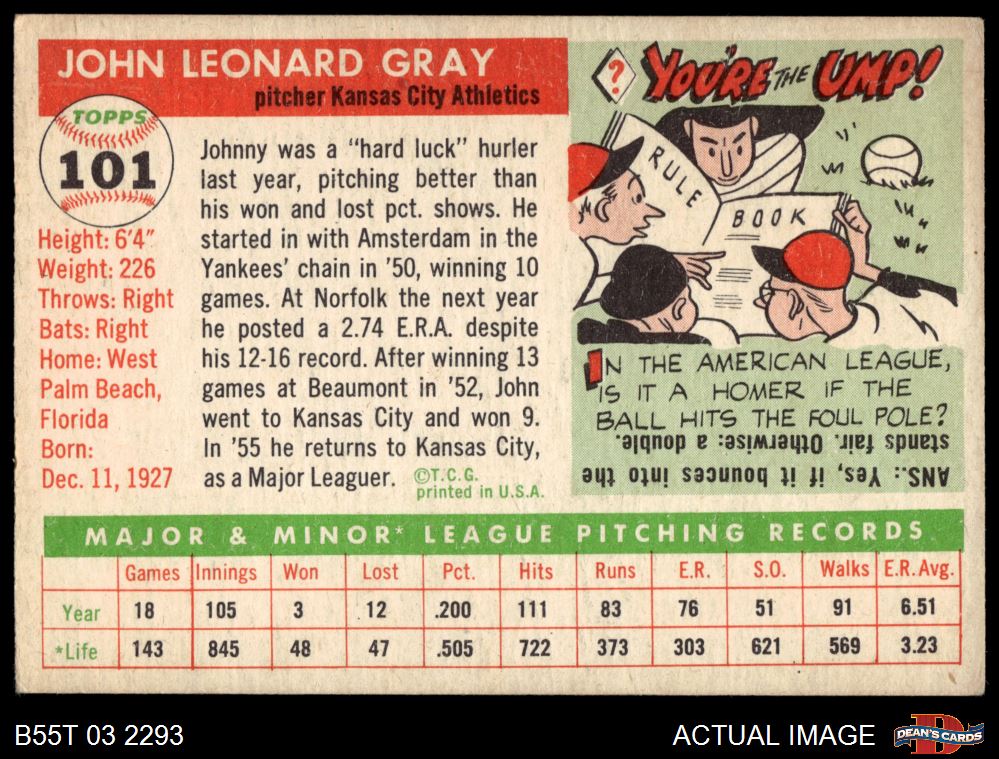 JOHN LEONARD GRAY
pitcher Kansas City Athletics
TOPPS
101
Height: 6'4"
Weight: 226
Throws: Right
Bats: Right
Home: West
Palm Beach,
Florida
Born:
Dec. 11, 1927
Johnny was a "hard luck" hurler
last year, pitching better than
his won and lost pct. shows. He
started in with Amsterdam in the
Yankees' chain in '50, winning 10
games. At Norfolk the next year
he posted a 2.74 E.R.A. despite
his 12-16 record. After winning 13
games at Beaumont in '52, John
went to Kansas City and won 9.
In '55 he returns to Kansas City,
as a Major Leaguer.
©T.C.G.
printed in U.S.A.
? YOU'RE THE UMP!
RULE BOOK
IN THE AMERICAN LEAGUE,
IS IT A HOMER IF THE
BALL HITS THE FOUL POLE?
ANS.: Yes, if it bounces into the
stands fair. Otherwise: a double.
MAJOR & MINOR* LEAGUE PITCHING RECORDS
Games Innings Won Lost Pct. Hits Runs E.R. S.O. Walks E.R.Avg.
Year 18 105 3 12 .200 111 83 76 51 91 6.51
*Life 143 845 48 47 .505 722 373 303 621 569 3.23
B55T 03 2293
ACTUAL IMAGE
D
DEAN'S CARDS